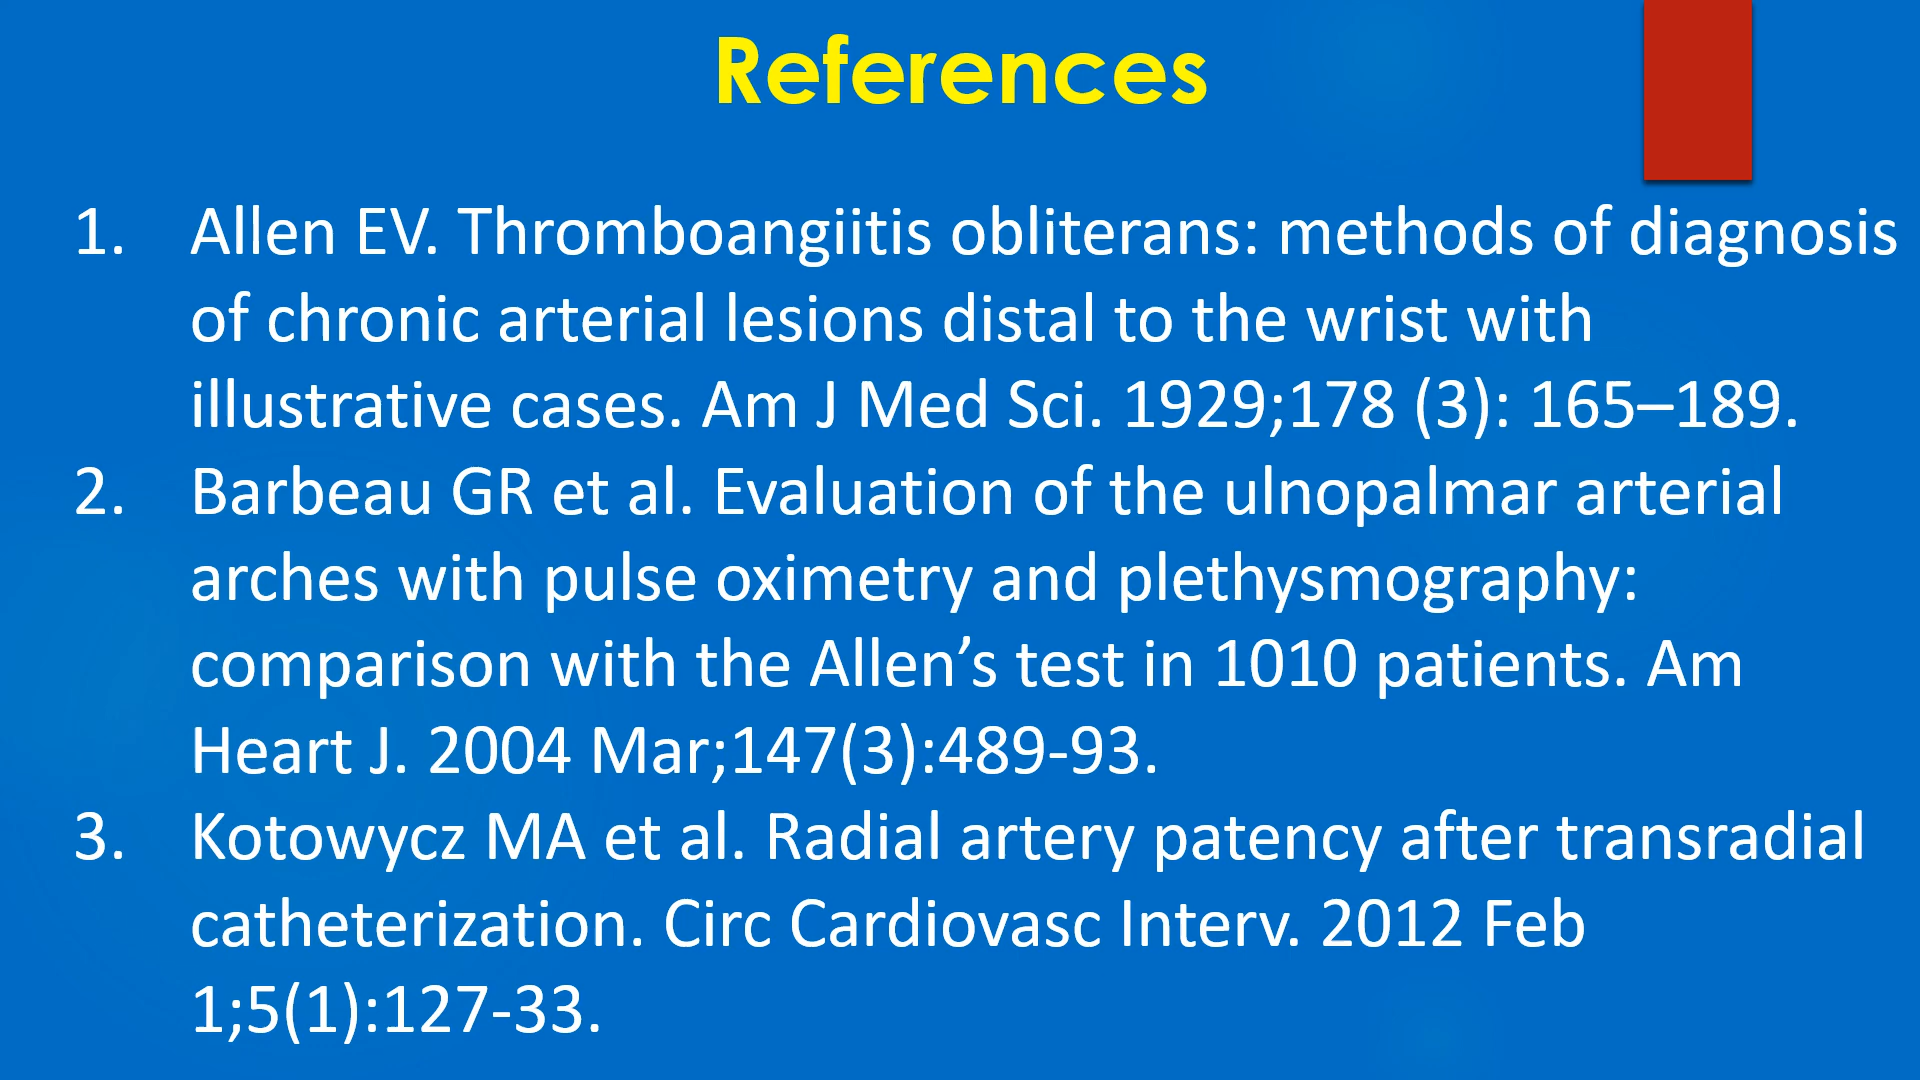 References
1. Allen EV. Thromboangiitis obliterans: methods of diagnosis
of chronic arterial lesions distal to the wrist with
illustrative cases. Am J Med Sci. 1929;178 (3): 165–189.
2. Barbeau GR et al. Evaluation of the ulnopalmar arterial
arches with pulse oximetry and plethysmography:
comparison with the Allen’s test in 1010 patients. Am
Heart J. 2004 Mar;147(3):489-93.
3. Kotowycz MA et al. Radial artery patency after transradial
catheterization. Circ Cardiovasc Interv. 2012 Feb
1;5(1):127-33.